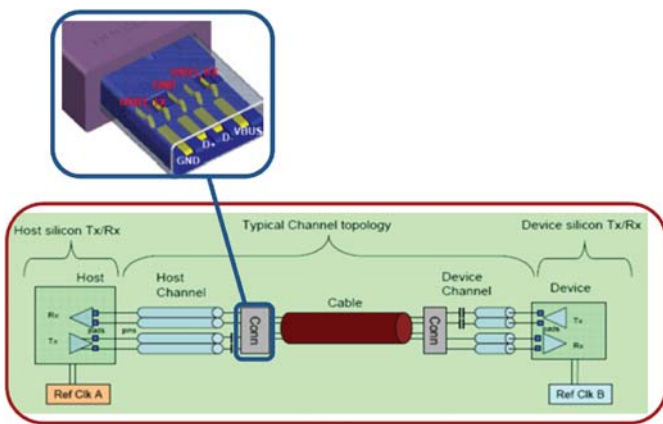 GND
GND
D+
D-
VBUS
Host silicon Tx/Rx
Typical Channel topology
Device silicon Tx/Rx
Host
Host
Channel
Cable
Device
Channel
Device
Rx
Tx
pads
pins
Conn
Conn
Tx
pads
Rx
Ref Clk A
Ref Clk B